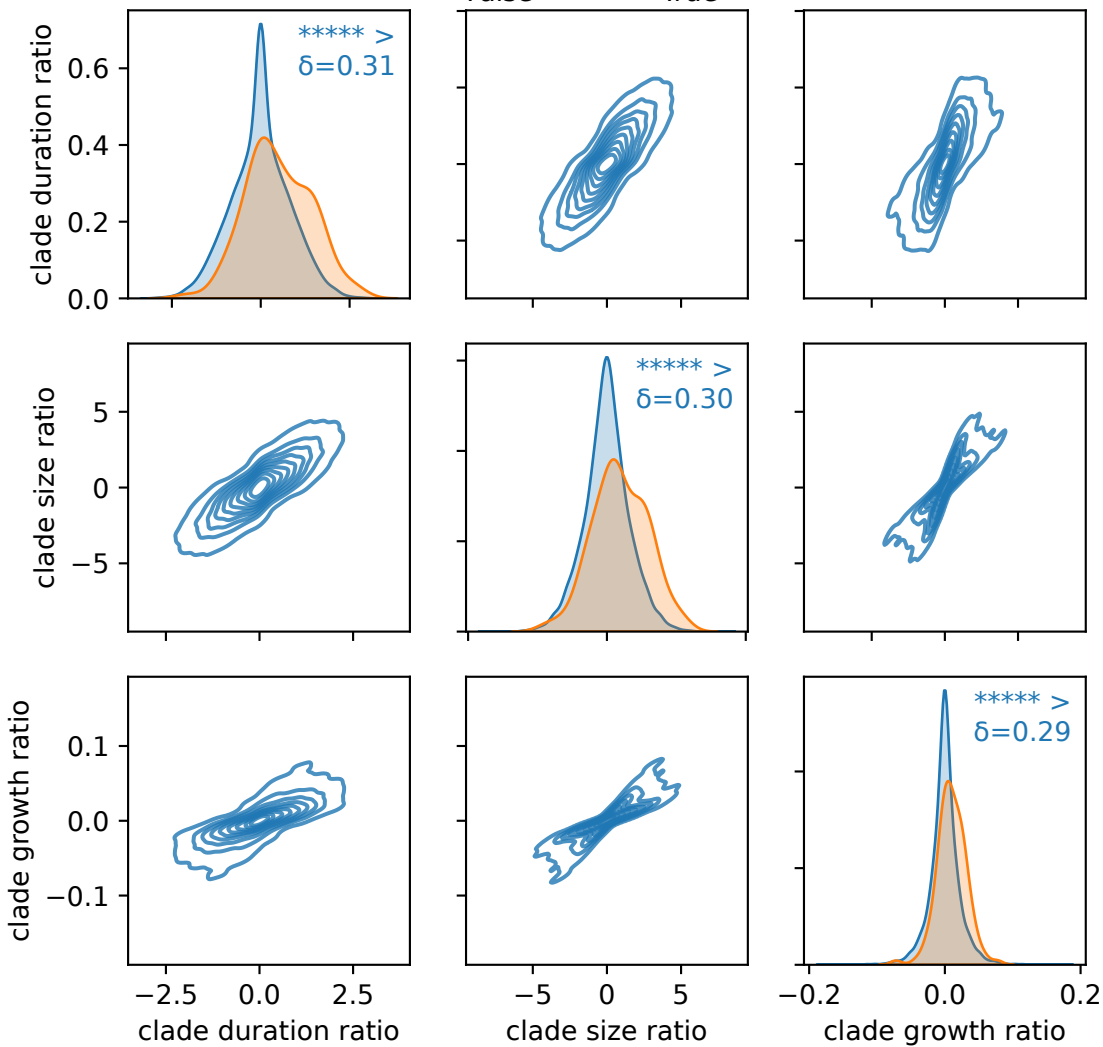 ***** >
δ=0.31
clade duration ratio
0.6
0.4
0.2
0.0
***** >
δ=0.30
clade size ratio
5
0
−5
***** >
δ=0.29
clade growth ratio
0.1
0.0
−0.1
−2.5 0.0 2.5
−5 0 5
−0.2 0.0 0.2
clade duration ratio
clade size ratio
clade growth ratio